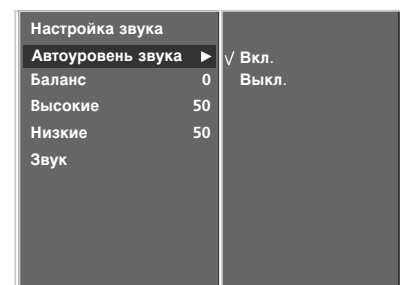 Настройка звука
Автоуровень звука ▶ √ Вкл.
Баланс 0 Выкл.
Высокие 50
Низкие 50
Звук